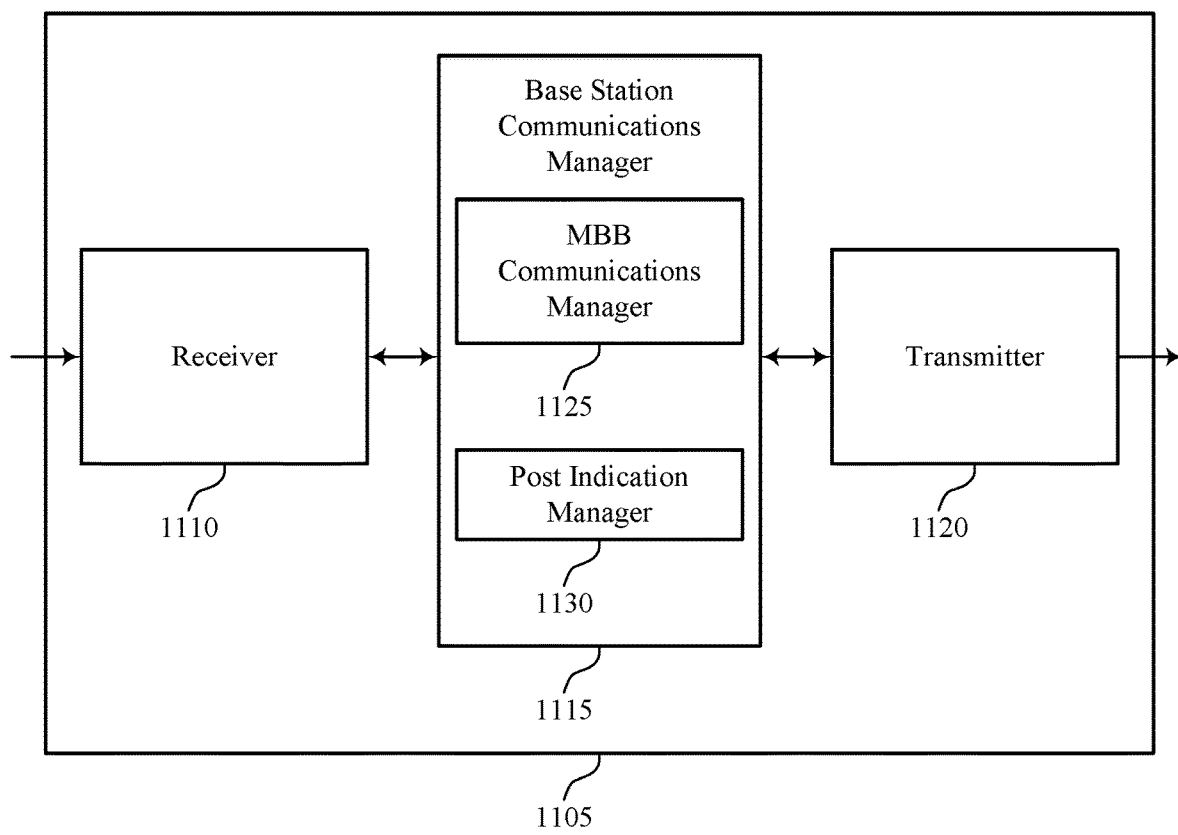 Base Station
Communications
Manager
MBB
Communications
Manager
1125
Receiver
1110
Transmitter
1120
Post Indication
Manager
1130
1115
1105